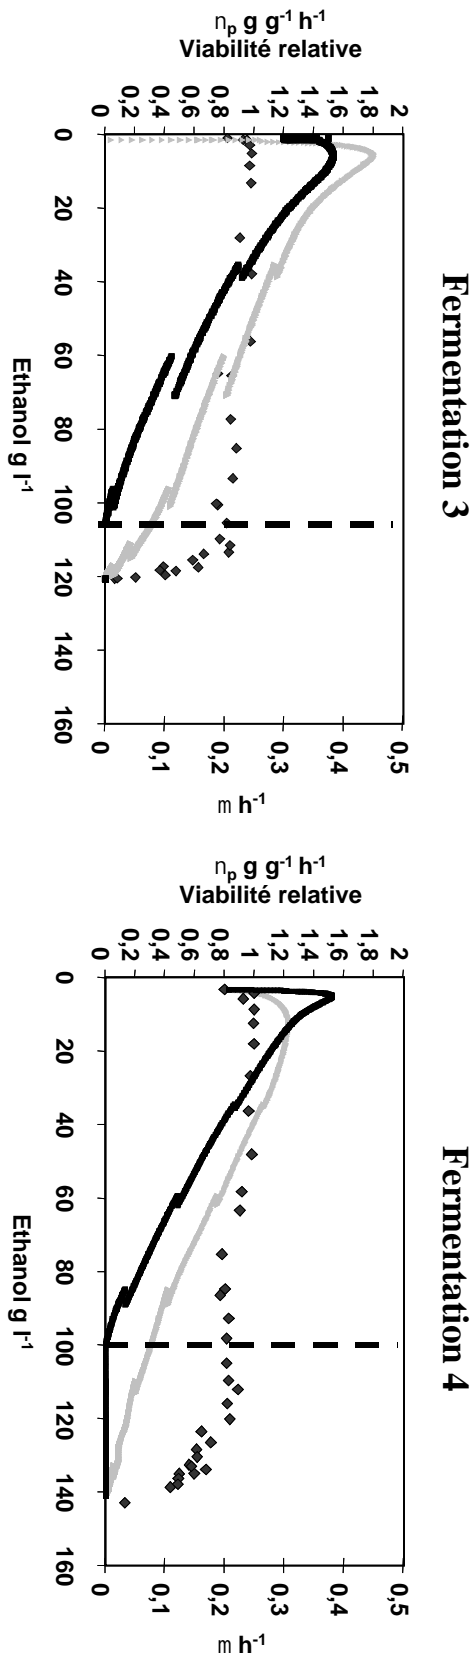 Fermentation 3
n_p g g⁻¹ h⁻¹
Viabilité relative
2
1,8
1,6
1,4
1,2
1
0,8
0,6
0,4
0,2
0
0 20 40 60 80 100 120 140 160
Ethanol g l⁻¹
0,5
0,4
0,3
0,2
0,1
0
m h⁻¹
Fermentation 4
n_p g g⁻¹ h⁻¹
Viabilité relative
2
1,8
1,6
1,4
1,2
1
0,8
0,6
0,4
0,2
0
0 20 40 60 80 100 120 140 160
Ethanol g l⁻¹
0,5
0,4
0,3
0,2
0,1
0
m h⁻¹